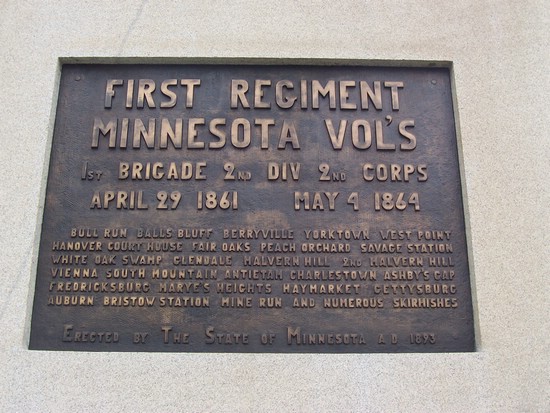 FIRST REGIMENT
MINNESOTA VOL'S
1ST BRIGADE 2ND DIV 2ND CORPS
APRIL 29 1861 MAY 4 1864
BULL RUN BALLS BLUFF BERRYVILLE YORKTOWN WEST POINT
HANOVER COURT HOUSE FAIR OAKS PEACH ORCHARD SAVAGE STATION
WHITE OAK SWAMP GLENDALE MALVERN HILL 2ND MALVERN HILL
VIENNA SOUTH MOUNTAIN ANTIETAM CHARLESTOWN ASHBY'S GAP
FREDRICKSBURG MARYE'S HEIGHTS HAYMARKET GETTYSBURG
AUBURN BRISTOW STATION MINE RUN AND NUMEROUS SKIRMISHES
ERECTED BY THE STATE OF MINNESOTA A.D. 1893